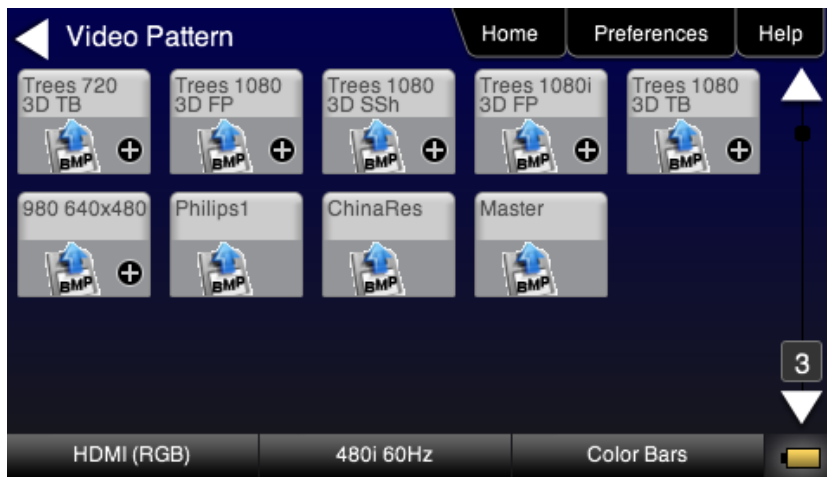 Video Pattern
Home
Preferences
Help
Trees 720
3D TB
Trees 1080
3D FP
Trees 1080
3D SSh
Trees 1080i
3D FP
Trees 1080
3D TB
BMP
BMP
BMP
BMP
BMP
980 640x480
Philips1
ChinaRes
Master
BMP
BMP
BMP
BMP
3
HDMI (RGB)
480i 60Hz
Color Bars